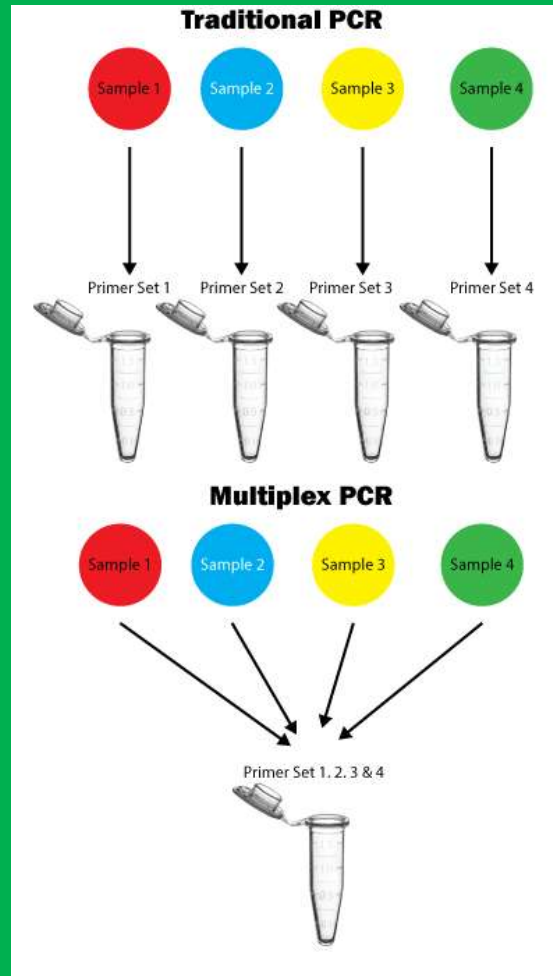 Traditional PCR
Sample 1 Sample 2 Sample 3 Sample 4
Primer Set 1 Primer Set 2 Primer Set 3 Primer Set 4
Multiplex PCR
Sample 1 Sample 2 Sample 3 Sample 4
Primer Set 1. 2. 3 & 4